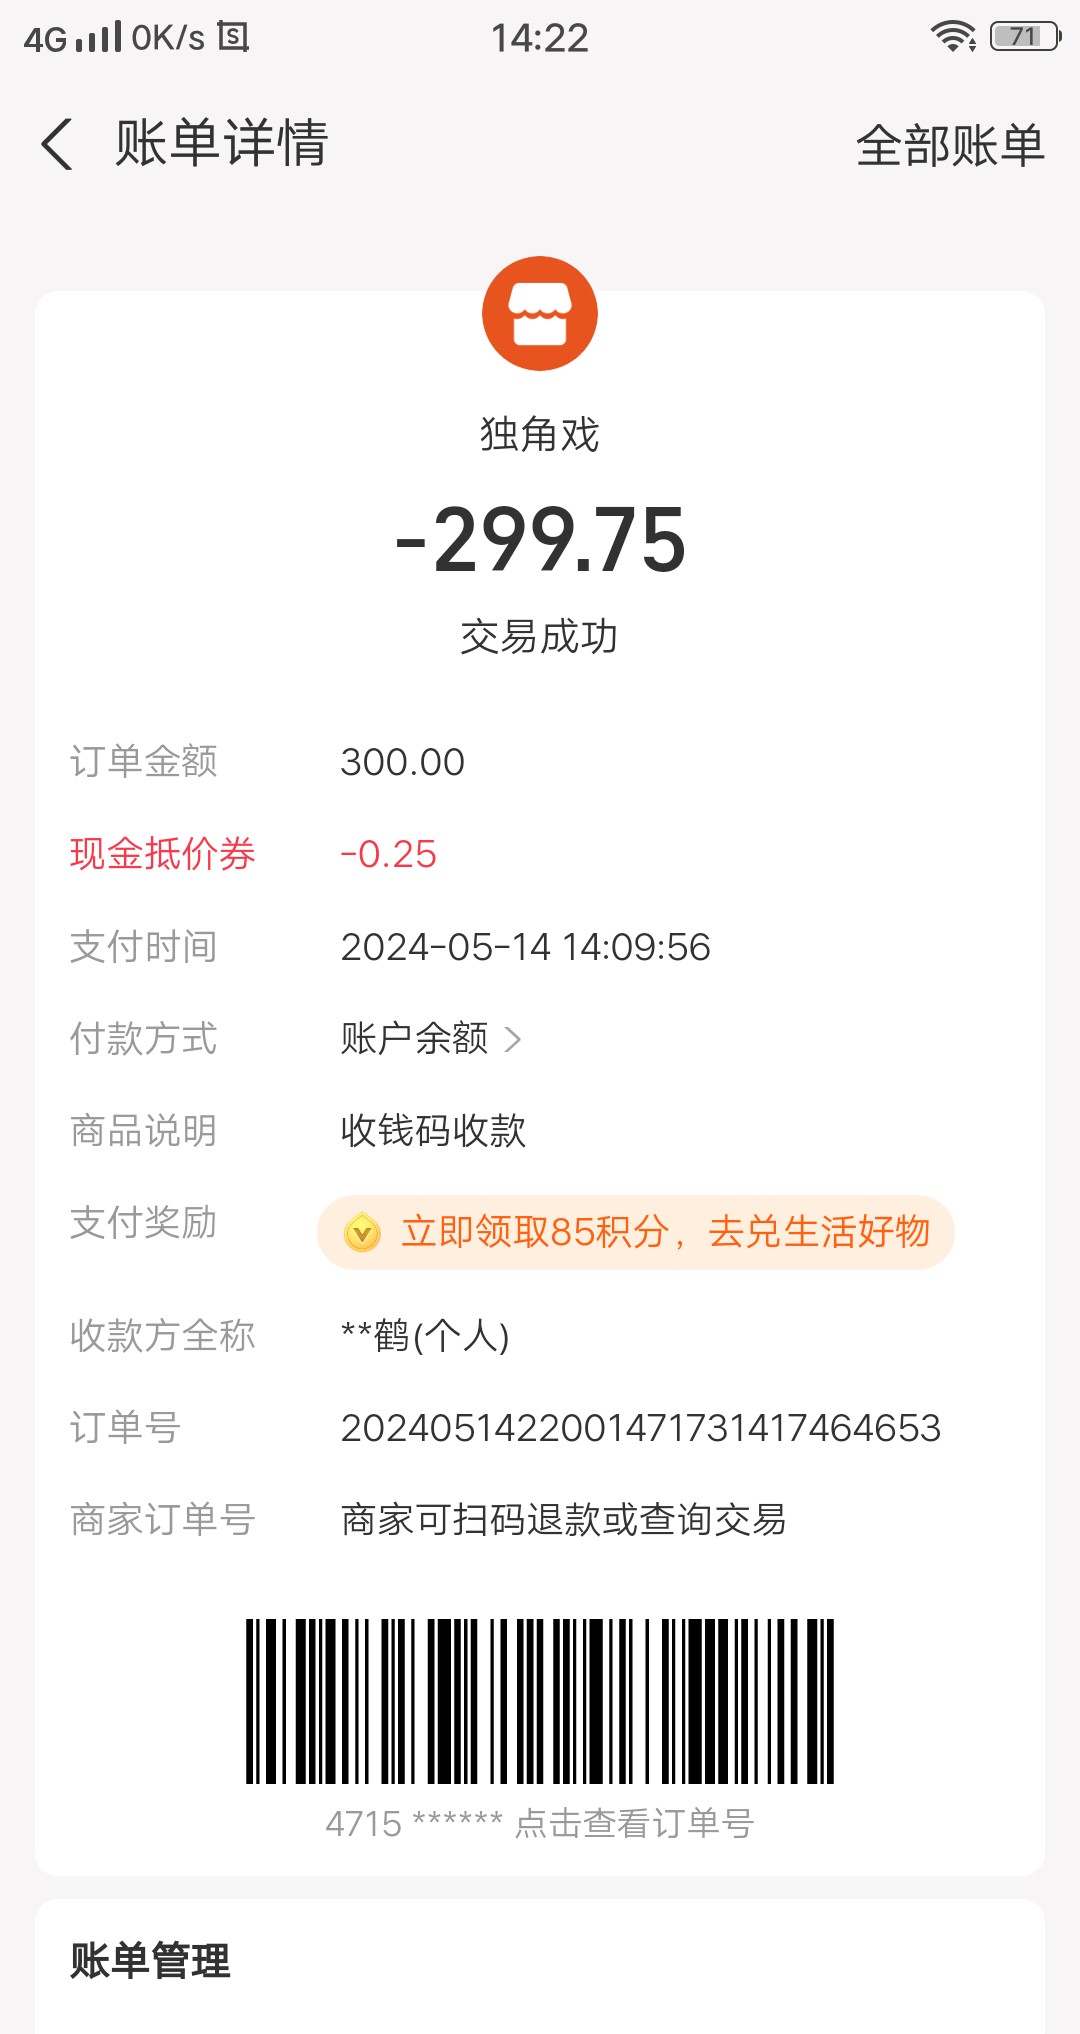 4G 0K/s 14:22 71
账单详情 全部账单
独角戏
-299.75
交易成功
订单金额 300.00
现金抵价券 -0.25
支付时间 2024-05-14 14:09:56
付款方式 账户余额
商品说明 收钱码收款
支付奖励 立即领取85积分，去兑生活好物
收款方全称 **鹤(个人)
订单号 20240514220014717314174​64653
商家订单号 商家可扫码退款或查询交易
4715 ****** 点击查看订单号
账单管理